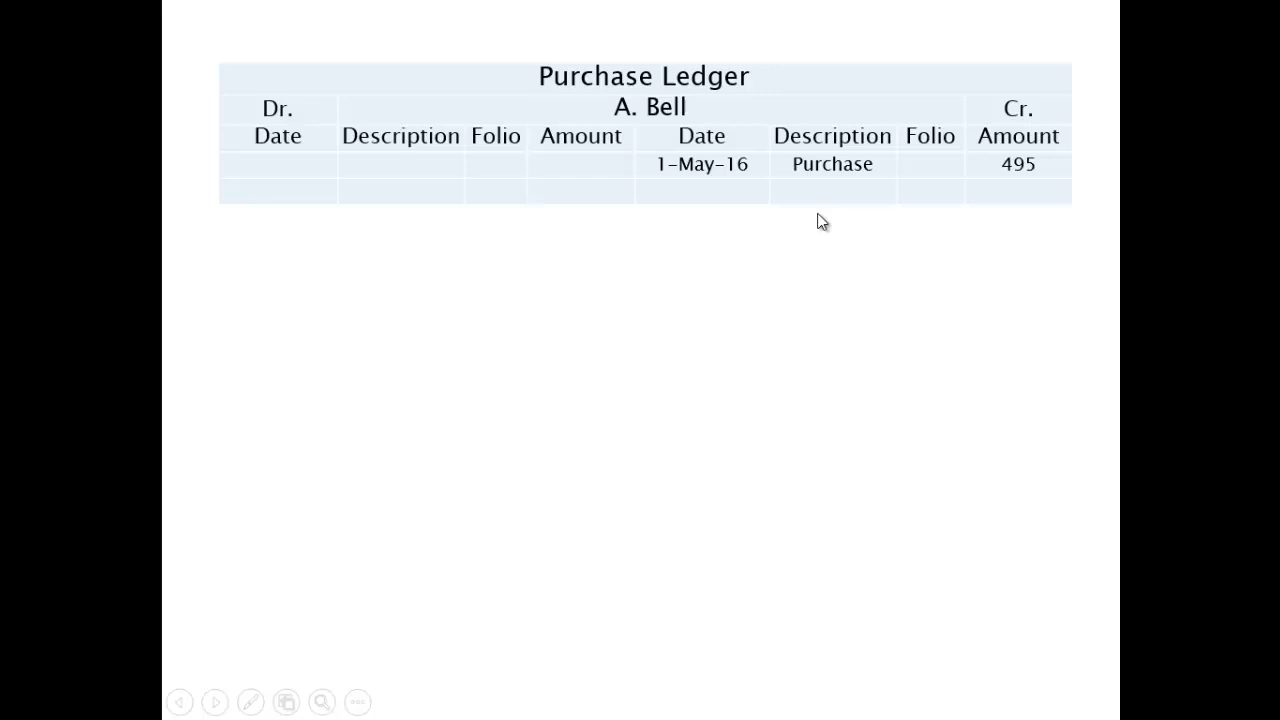 Purchase Ledger
Dr. A. Bell Cr.
Date Description Folio Amount Date Description Folio Amount
1-May-16 Purchase 495